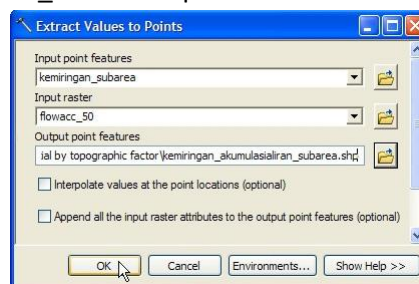 Extract Values to Points
Input point features
kemiringan_subarea
Input raster
flowacc_50
Output point features
ial by topographic factor\kemiringan_akumulasialiran_subarea.shp
Interpolate values at the point locations (optional)
Append all the input raster attributes to the output point features (optional)
OK
Cancel
Environments...
Show Help >>